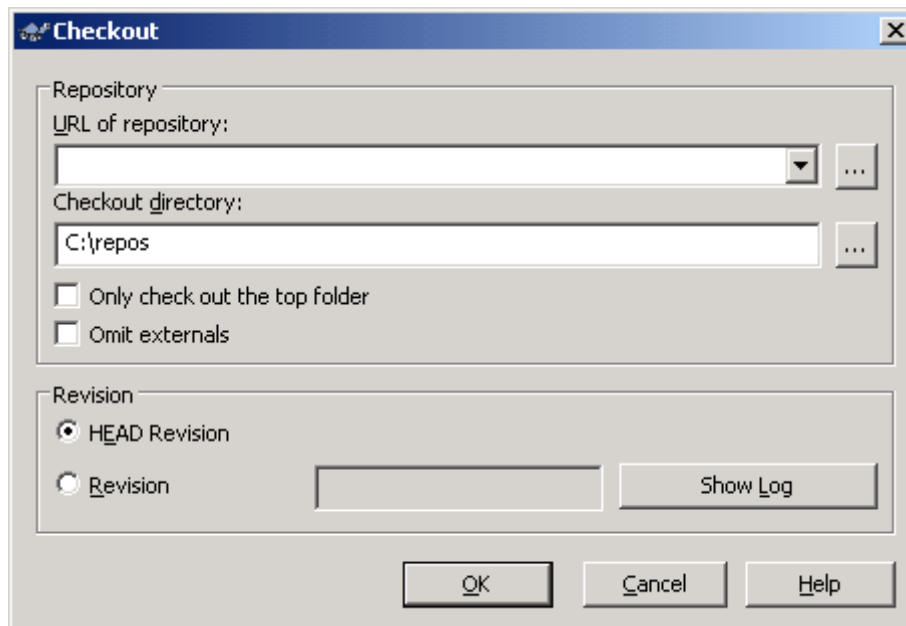 Checkout
Repository
URL of repository:
...
Checkout directory:
C:\repos
...
Only check out the top folder
Omit externals
Revision
HEAD Revision
Revision
Show Log
OK Cancel Help